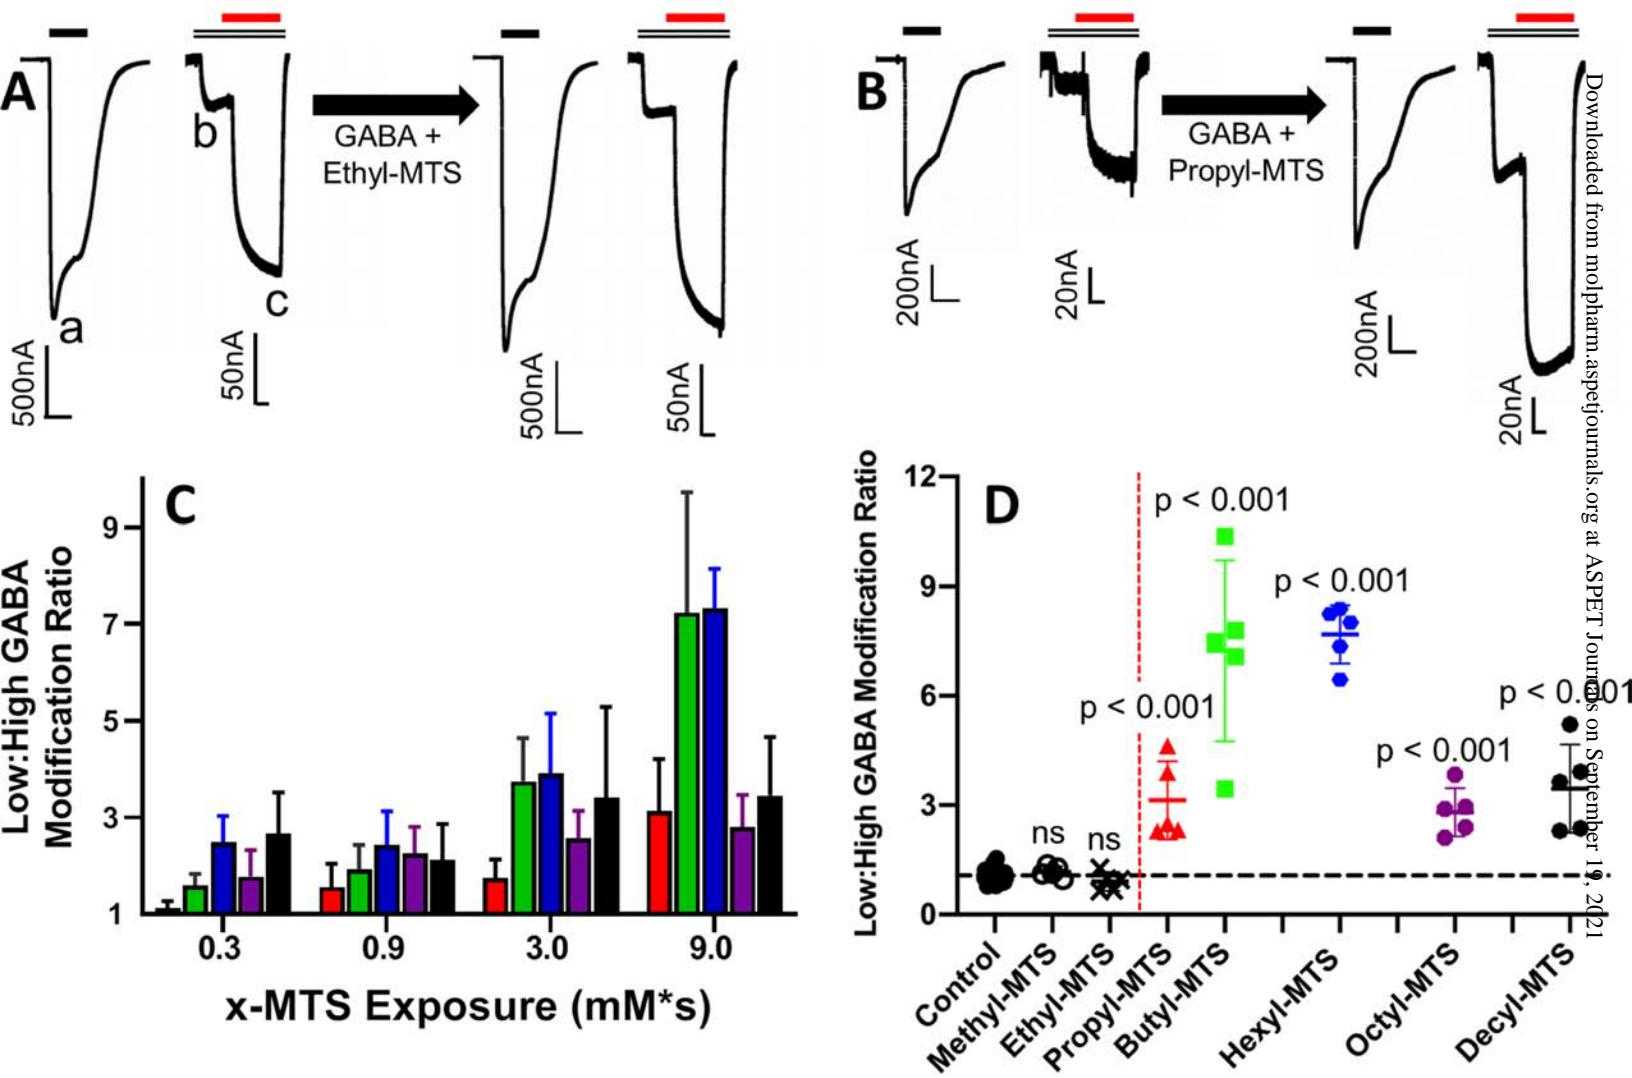 A
b
a
c
500nA
50nA
GABA +
Ethyl-MTS
500nA
50nA
B
200nA
20nA
GABA +
Propyl-MTS
200nA
20nA
C
Low:High GABA
Modification Ratio
9
7
5
3
1
0.3
0.9
3.0
9.0
x-MTS Exposure (mM*s)
D
Low:High GABA Modification Ratio
12
9
6
3
0
ns
ns
p < 0.001
p < 0.001
p < 0.001
p < 0.001
p < 0.001
Control
Methyl-MTS
Ethyl-MTS
Propyl-MTS
Butyl-MTS
Hexyl-MTS
Octyl-MTS
Decyl-MTS
Downloaded from molpharm.aspetjournals.org at ASPET Journals on September 19, 2021